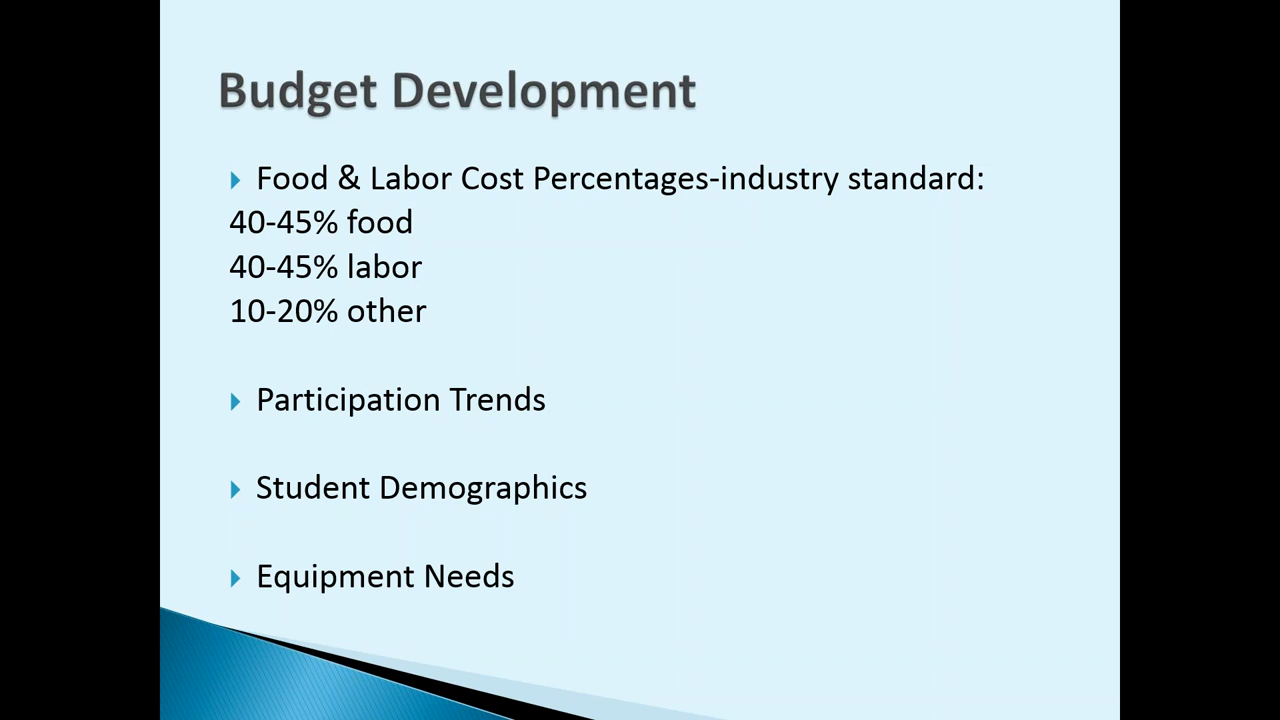 Budget Development
Food & Labor Cost Percentages-industry standard:
40-45% food
40-45% labor
10-20% other
Participation Trends
Student Demographics
Equipment Needs